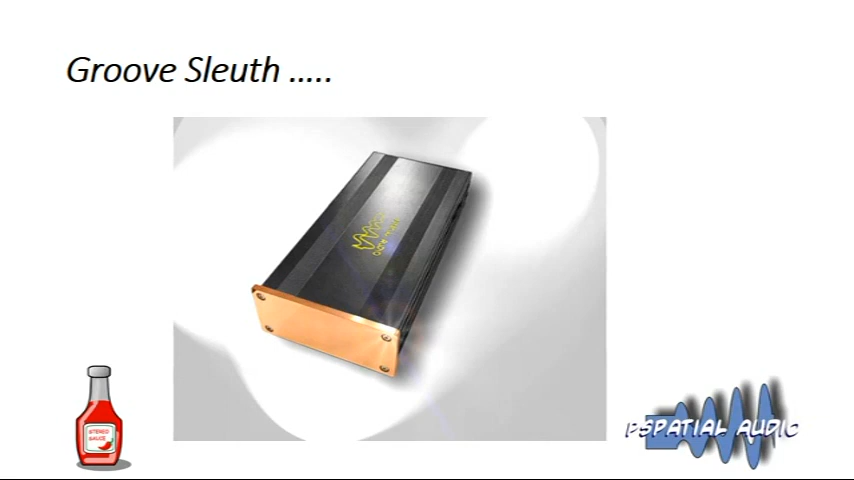 Groove Sleuth .....
STEREO
SAUCE
PSPATIAL AUDIO